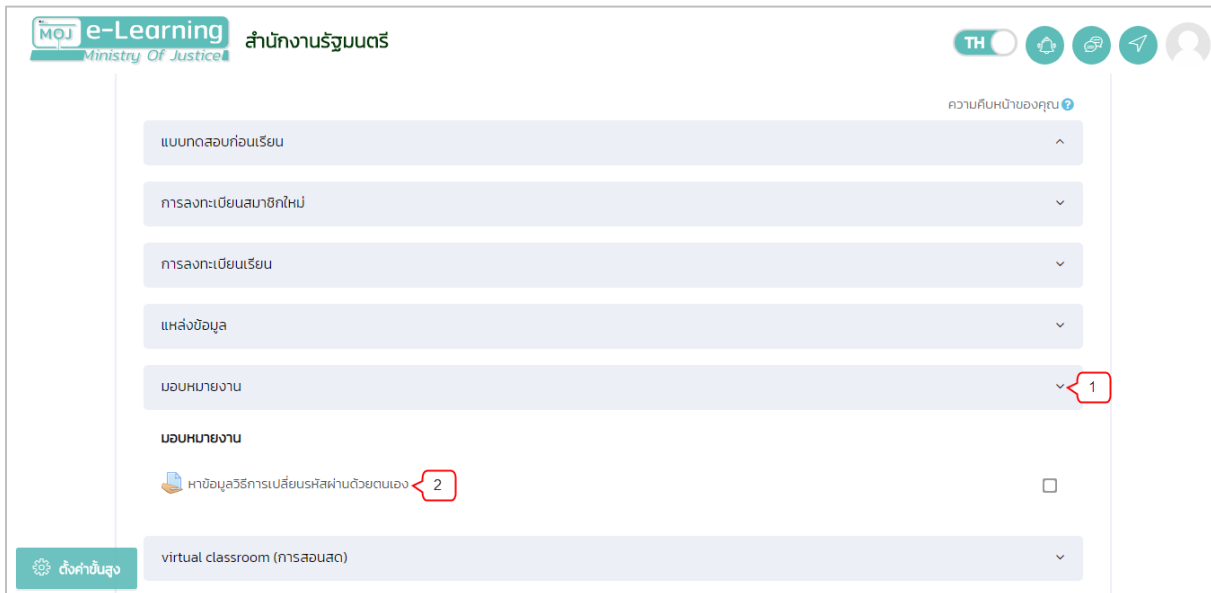 MOJ e-Learning
Ministry Of Justice
สำนักงานรัฐมนตรี
TH
ความคืบหน้าของคุณ
แบบทดสอบก่อนเรียน
การลงทะเบียนสมาชิกใหม่
การลงทะเบียนเรียน
แหล่งข้อมูล
มอบหมายงาน
1
มอบหมายงาน
หาข้อมูลวิธีการเปลี่ยนรหัสผ่านด้วยตนเอง
2
virtual classroom (การสอนสด)
ตั้งค่าขั้นสูง